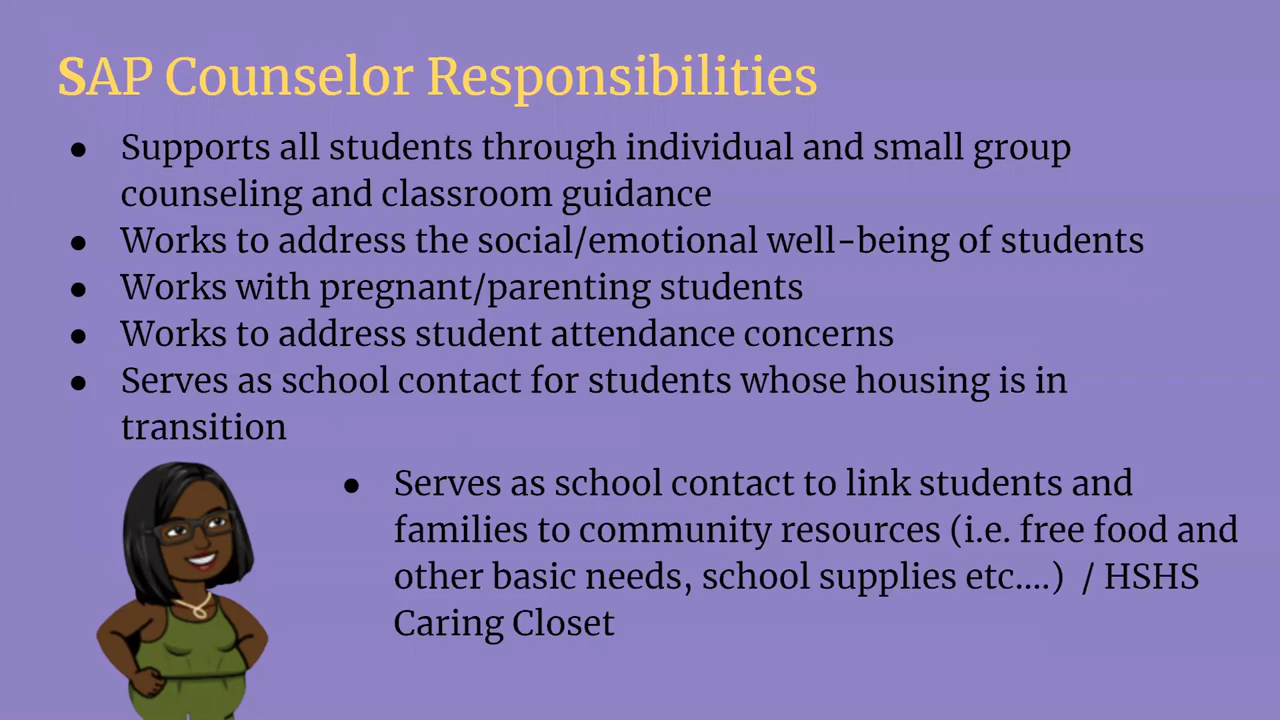 SAP Counselor Responsibilities
● Supports all students through individual and small group
counseling and classroom guidance
● Works to address the social/emotional well-being of students
● Works with pregnant/parenting students
● Works to address student attendance concerns
● Serves as school contact for students whose housing is in
transition
● Serves as school contact to link students and
families to community resources (i.e. free food and
other basic needs, school supplies etc....) / HSHS
Caring Closet